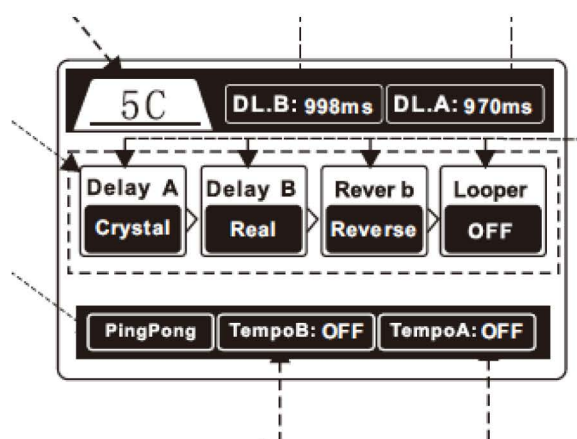 5C DL.B: 998ms DL.A: 970ms
Delay A Delay B Rever b Looper
Crystal Real Reverse OFF
PingPong TempoB: OFF TempoA: OFF